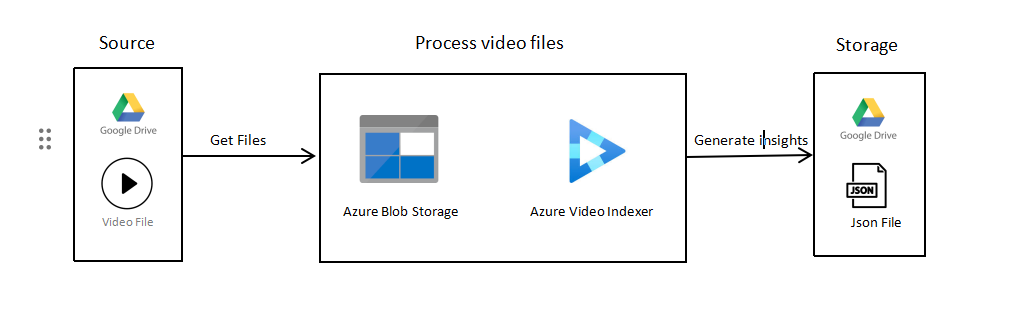 Source
Process video files
Storage
Google Drive
Video File
Get Files
Azure Blob Storage
Azure Video Indexer
Generate insights
Google Drive
JSON
Json File